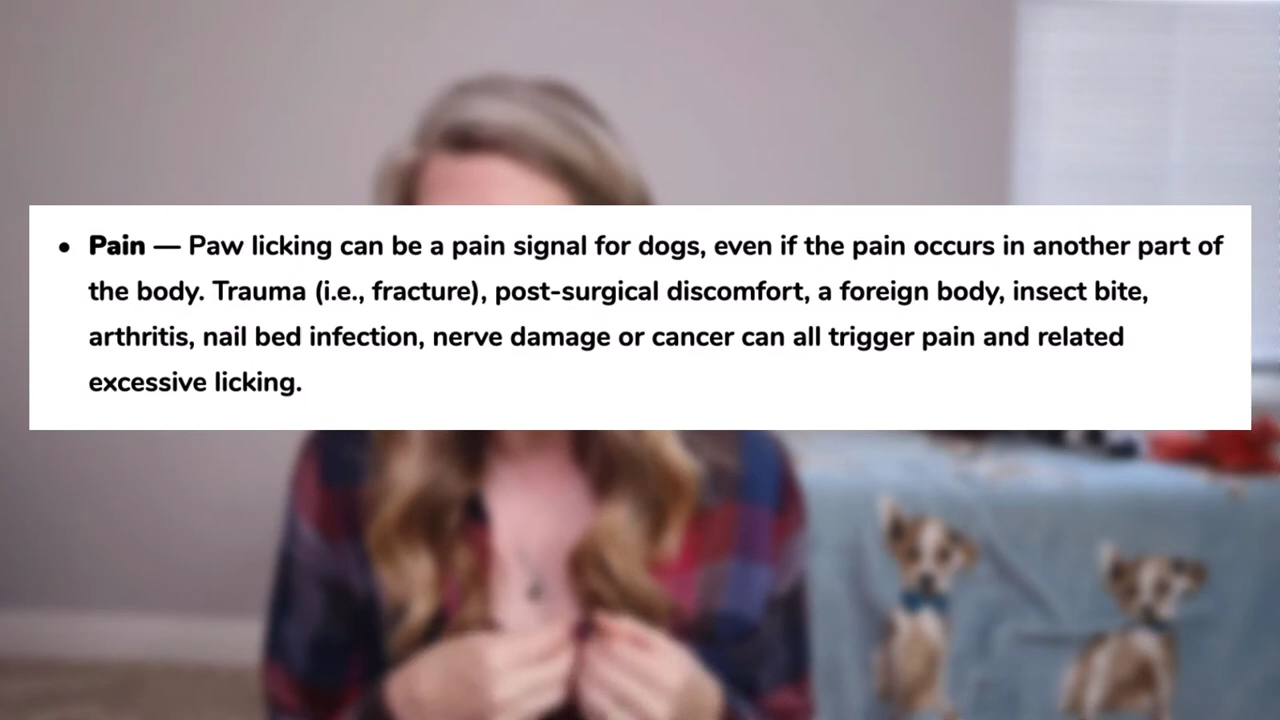 • Pain — Paw licking can be a pain signal for dogs, even if the pain occurs in another part of
the body. Trauma (i.e., fracture), post-surgical discomfort, a foreign body, insect bite,
arthritis, nail bed infection, nerve damage or cancer can all trigger pain and related
excessive licking.